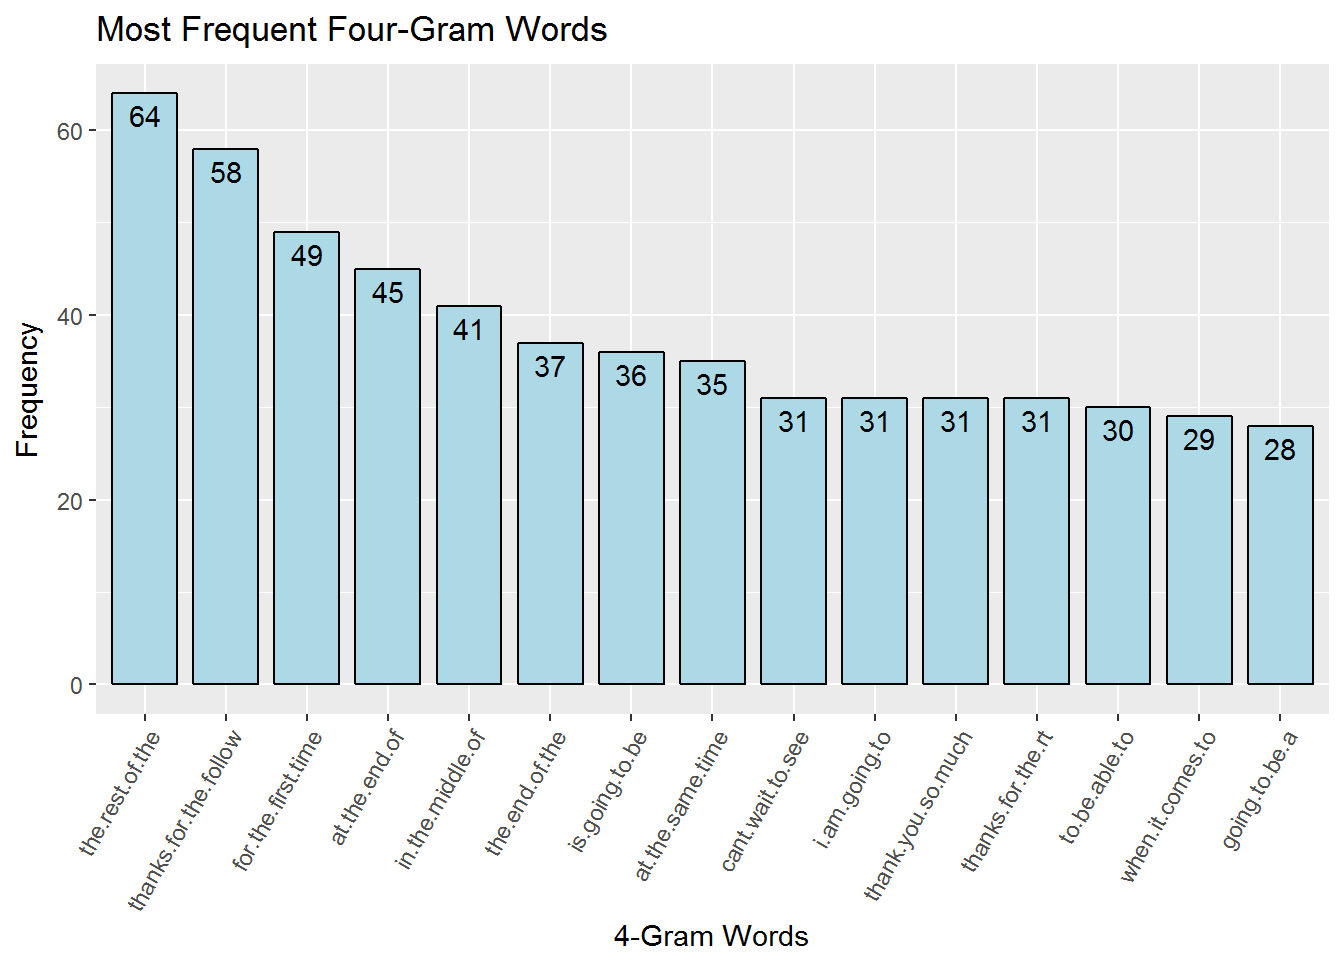 Most Frequent Four-Gram Words
Frequency
60
40
20
0
64
58
49
45
41
37
36
35
31
31
31
31
30
29
28
the.rest.of.the
thanks.for.the.follow
for.the.first.time
at.the.end.of
in.the.middle.of
the.end.of.the
is.going.to.be
at.the.same.time
cant.wait.to.see
i.am.going.to
thank.you.so.much
thanks.for.the.rt
to.be.able.to
when.it.comes.to
going.to.be.a
4-Gram Words